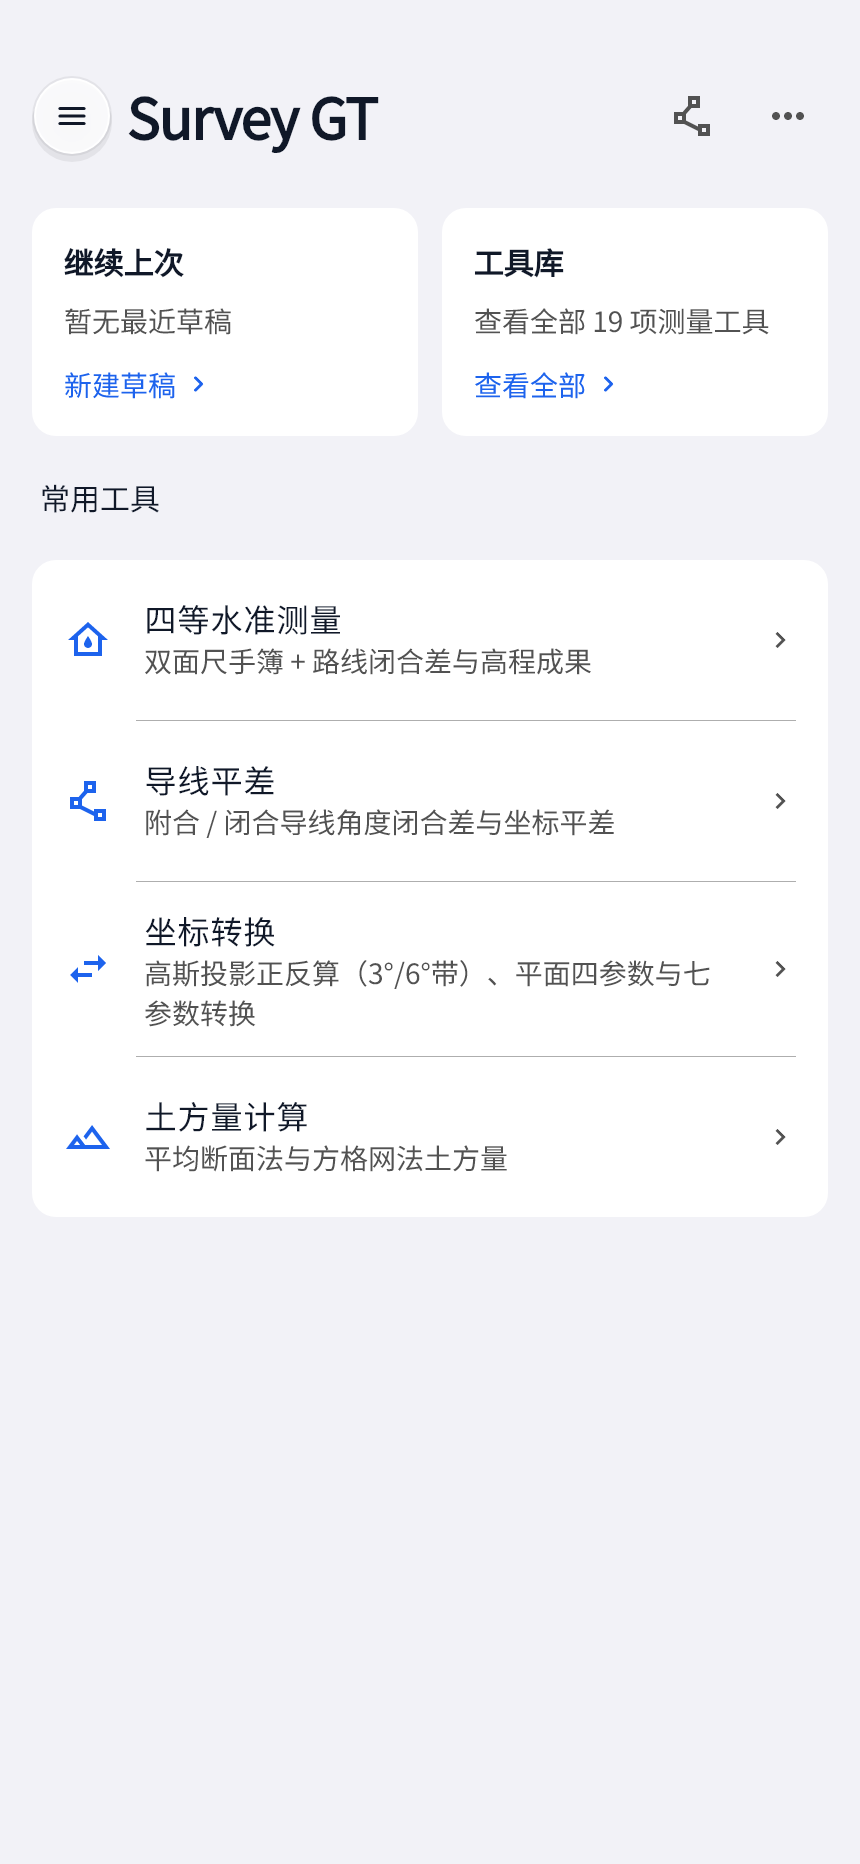 Survey GT
继续上次
暂无最近草稿
新建草稿
工具库
查看全部 19 项测量工具
查看全部
常用工具
四等水准测量
双面尺手簿 + 路线闭合差与高程成果
导线平差
附合 / 闭合导线角度闭合差与坐标平差
坐标转换
高斯投影正反算（3°/6°带）、平面四参数与七
参数转换
土方量计算
平均断面法与方格网法土方量